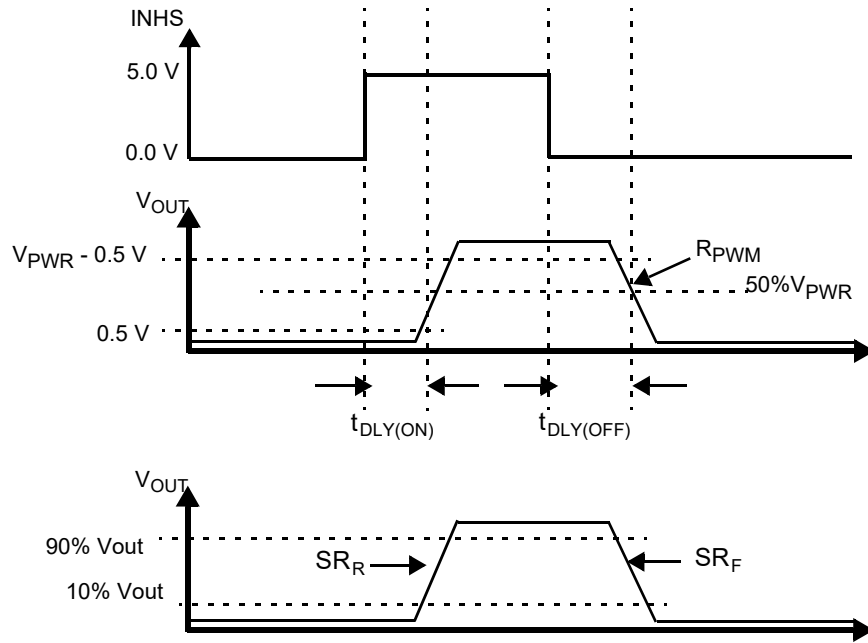 INHS
5.0 V
0.0 V
VOUT
VPWR - 0.5 V
RPWM
50%VPWR
0.5 V
tDLY(ON)
tDLY(OFF)
VOUT
90% Vout
SRR
SRF
10% Vout